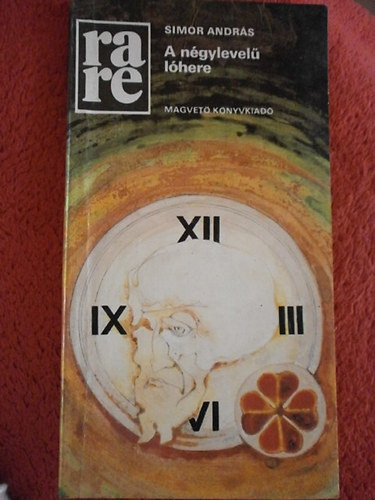 ra
re
SIMOR ANDRÁS
A négylevelű
lóhere
MAGVETŐ KÖNYVKIADÓ
XII
IX
III
VI